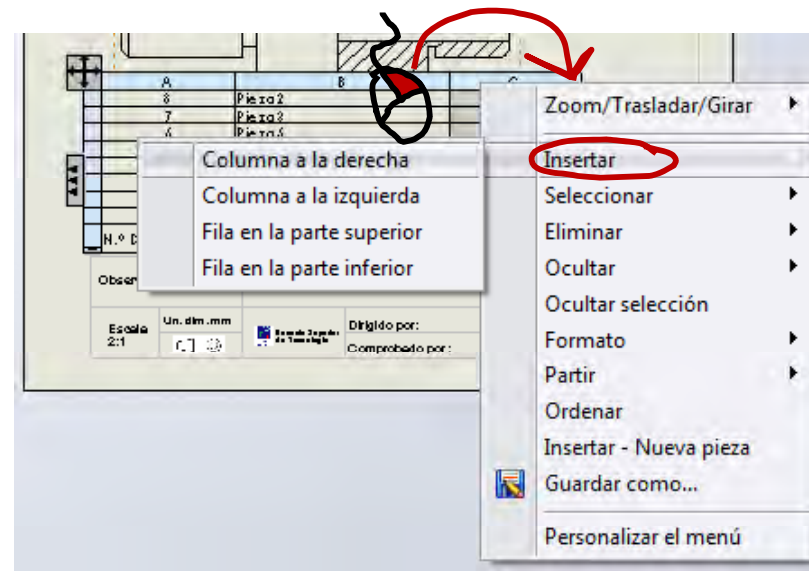 A B C
8 Pieza2
7 Pieza3
6 Pieza5
Zoom/Trasladar/Girar
Insertar
Seleccionar
Eliminar
Ocultar
Ocultar selección
Formato
Partir
Ordenar
Insertar - Nueva pieza
Guardar como...
Personalizar el menú
Columna a la derecha
Columna a la izquierda
Fila en la parte superior
Fila en la parte inferior
N.º
Obser
Escala
2:1
Un. dim.mm
Dirigido por:
Comprobado por: